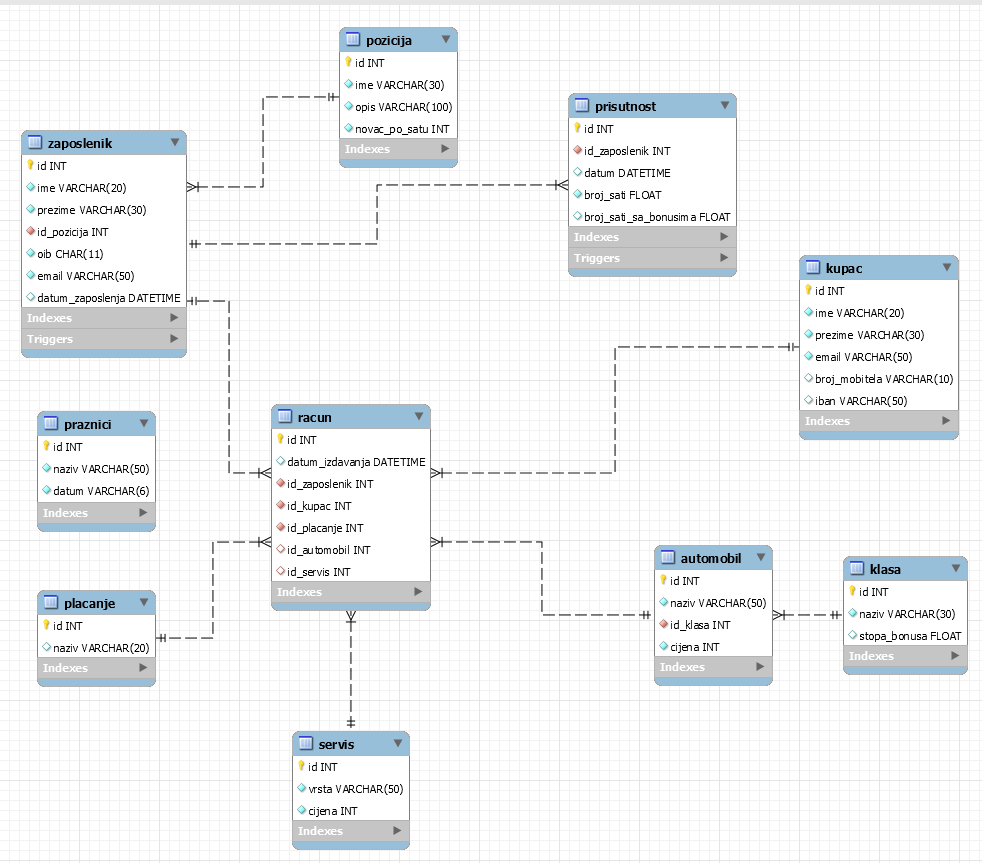 pozicija
id INT
ime VARCHAR(30)
opis VARCHAR(100)
novac_po_satu INT
Indexes
prisutnost
id INT
id_zaposlenik INT
datum DATETIME
broj_sati FLOAT
broj_sati_sa_bonusima FLOAT
Indexes
Triggers
zaposlenik
id INT
ime VARCHAR(20)
prezime VARCHAR(30)
id_pozicija INT
oib CHAR(11)
email VARCHAR(50)
datum_zaposlenja DATETIME
Indexes
Triggers
kupac
id INT
ime VARCHAR(20)
prezime VARCHAR(30)
email VARCHAR(50)
broj_mobitela VARCHAR(10)
iban VARCHAR(50)
Indexes
praznici
id INT
naziv VARCHAR(50)
datum VARCHAR(6)
Indexes
racun
id INT
datum_izdavanja DATETIME
id_zaposlenik INT
id_kupac INT
id_placanje INT
id_automobil INT
id_servis INT
Indexes
automobil
id INT
naziv VARCHAR(50)
id_klasa INT
cijena INT
Indexes
klasa
id INT
naziv VARCHAR(30)
stopa_bonusa FLOAT
Indexes
placanje
id INT
naziv VARCHAR(20)
Indexes
servis
id INT
vrsta VARCHAR(50)
cijena INT
Indexes